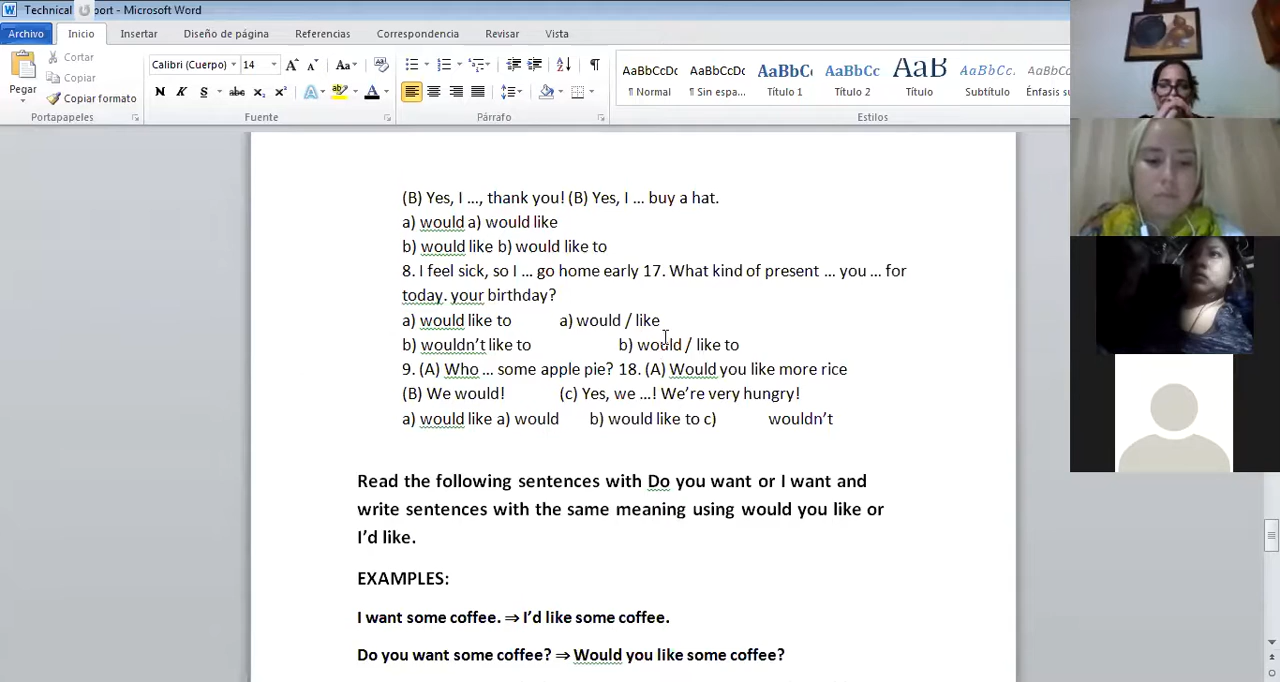 Technical port - Microsoft Word
Archivo Inicio Insertar Diseño de página Referencias Correspondencia Revisar Vista
Pegar
Cortar
Copiar
Copiar formato
Portapapeles
Calibri (Cuerpo) 14
Fuente
Párrafo
AaBbCcDc AaBbCcDc AaBbC AaBbCc AaB AaBbCc AaBbCcD
¶ Normal ¶ Sin espa... Título 1 Título 2 Título Subtítulo Énfasis su
Estilos
(B) Yes, I ..., thank you! (B) Yes, I ... buy a hat.
a) would a) would like
b) would like b) would like to
8. I feel sick, so I ... go home early 17. What kind of present ... you ... for
today. your birthday?
a) would like to a) would / like
b) wouldn’t like to b) would / like to
9. (A) Who ... some apple pie? 18. (A) Would you like more rice
(B) We would! (c) Yes, we ...! We’re very hungry!
a) would like a) would b) would like to c) wouldn’t
Read the following sentences with Do you want or I want and
write sentences with the same meaning using would you like or
I’d like.
EXAMPLES:
I want some coffee. ⇒ I’d like some coffee.
Do you want some coffee? ⇒ Would you like some coffee?